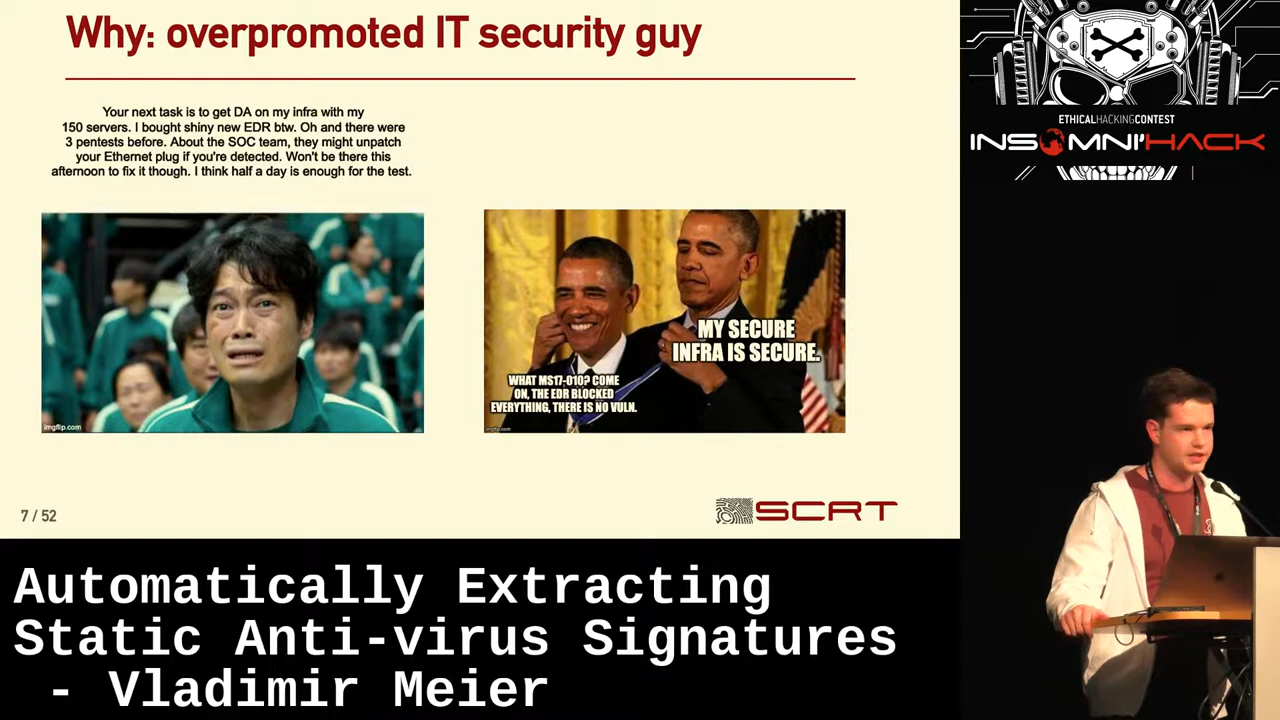 Why: overpromoted IT security guy
Your next task is to get DA on my infra with my
150 servers. I bought shiny new EDR btw. Oh and there were
3 pentests before. About the SOC team, they might unpatch
your Ethernet plug if you're detected. Won't be there this
afternoon to fix it though. I think half a day is enough for the test.
imgflip.com
MY SECURE
INFRA IS SECURE.
WHAT MS17-010? COME
ON, THE EDR BLOCKED
EVERYTHING, THERE IS NO VULN.
imgflip.com
7 / 52
SCRT
ETHICALHACKINGCONTEST
INSOMNI'HACK
Automatically Extracting
Static Anti-virus Signatures
- Vladimir Meier